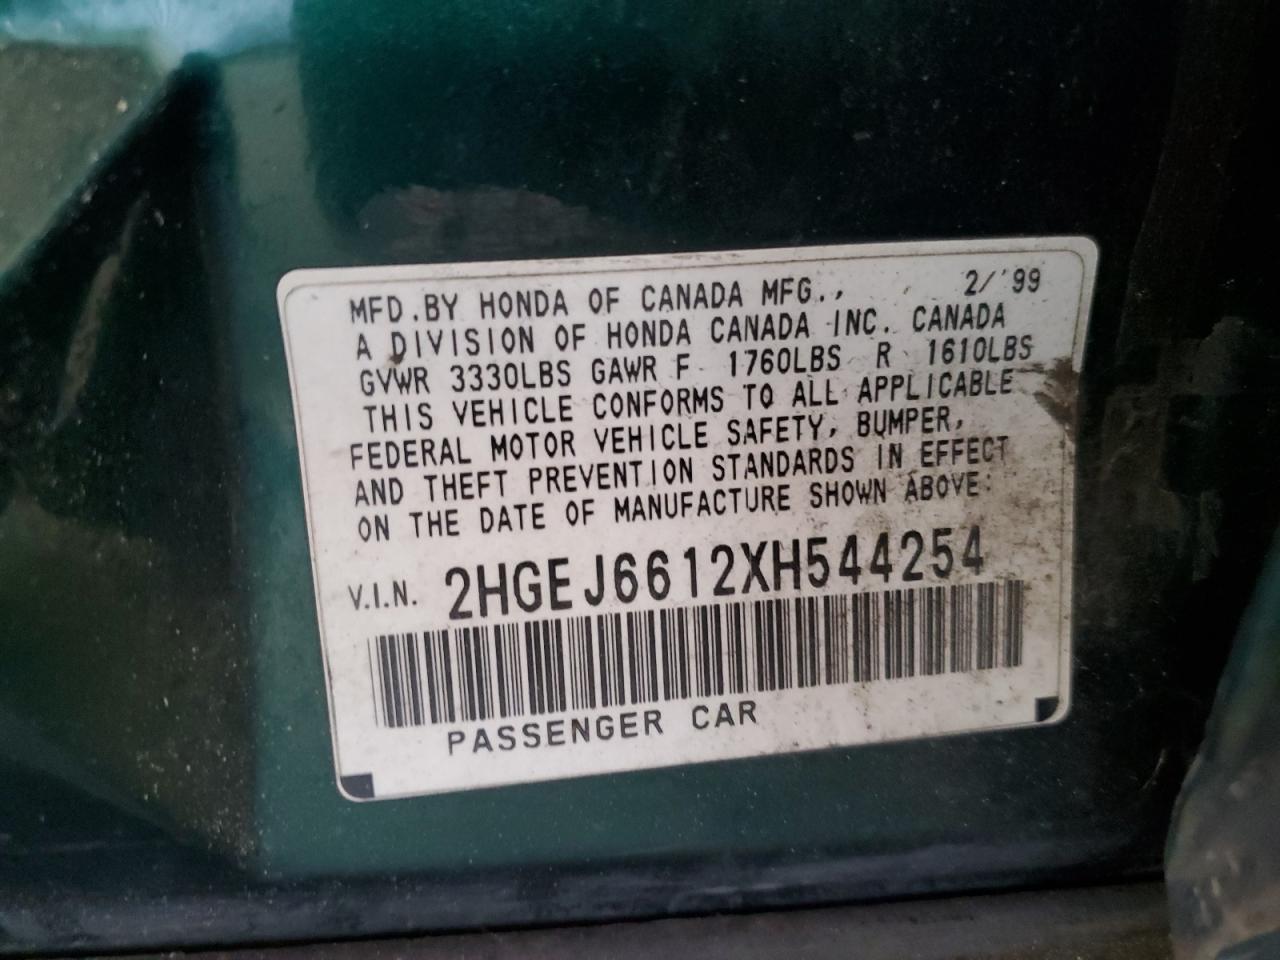 MFD.BY HONDA OF CANADA MFG., 2/'99
A DIVISION OF HONDA CANADA INC. CANADA
GVWR 3330LBS GAWR F 1760LBS R 1610LBS
THIS VEHICLE CONFORMS TO ALL APPLICABLE
FEDERAL MOTOR VEHICLE SAFETY, BUMPER,
AND THEFT PREVENTION STANDARDS IN EFFECT
ON THE DATE OF MANUFACTURE SHOWN ABOVE.
V.I.N. 2HGEJ6612XH544254
PASSENGER CAR